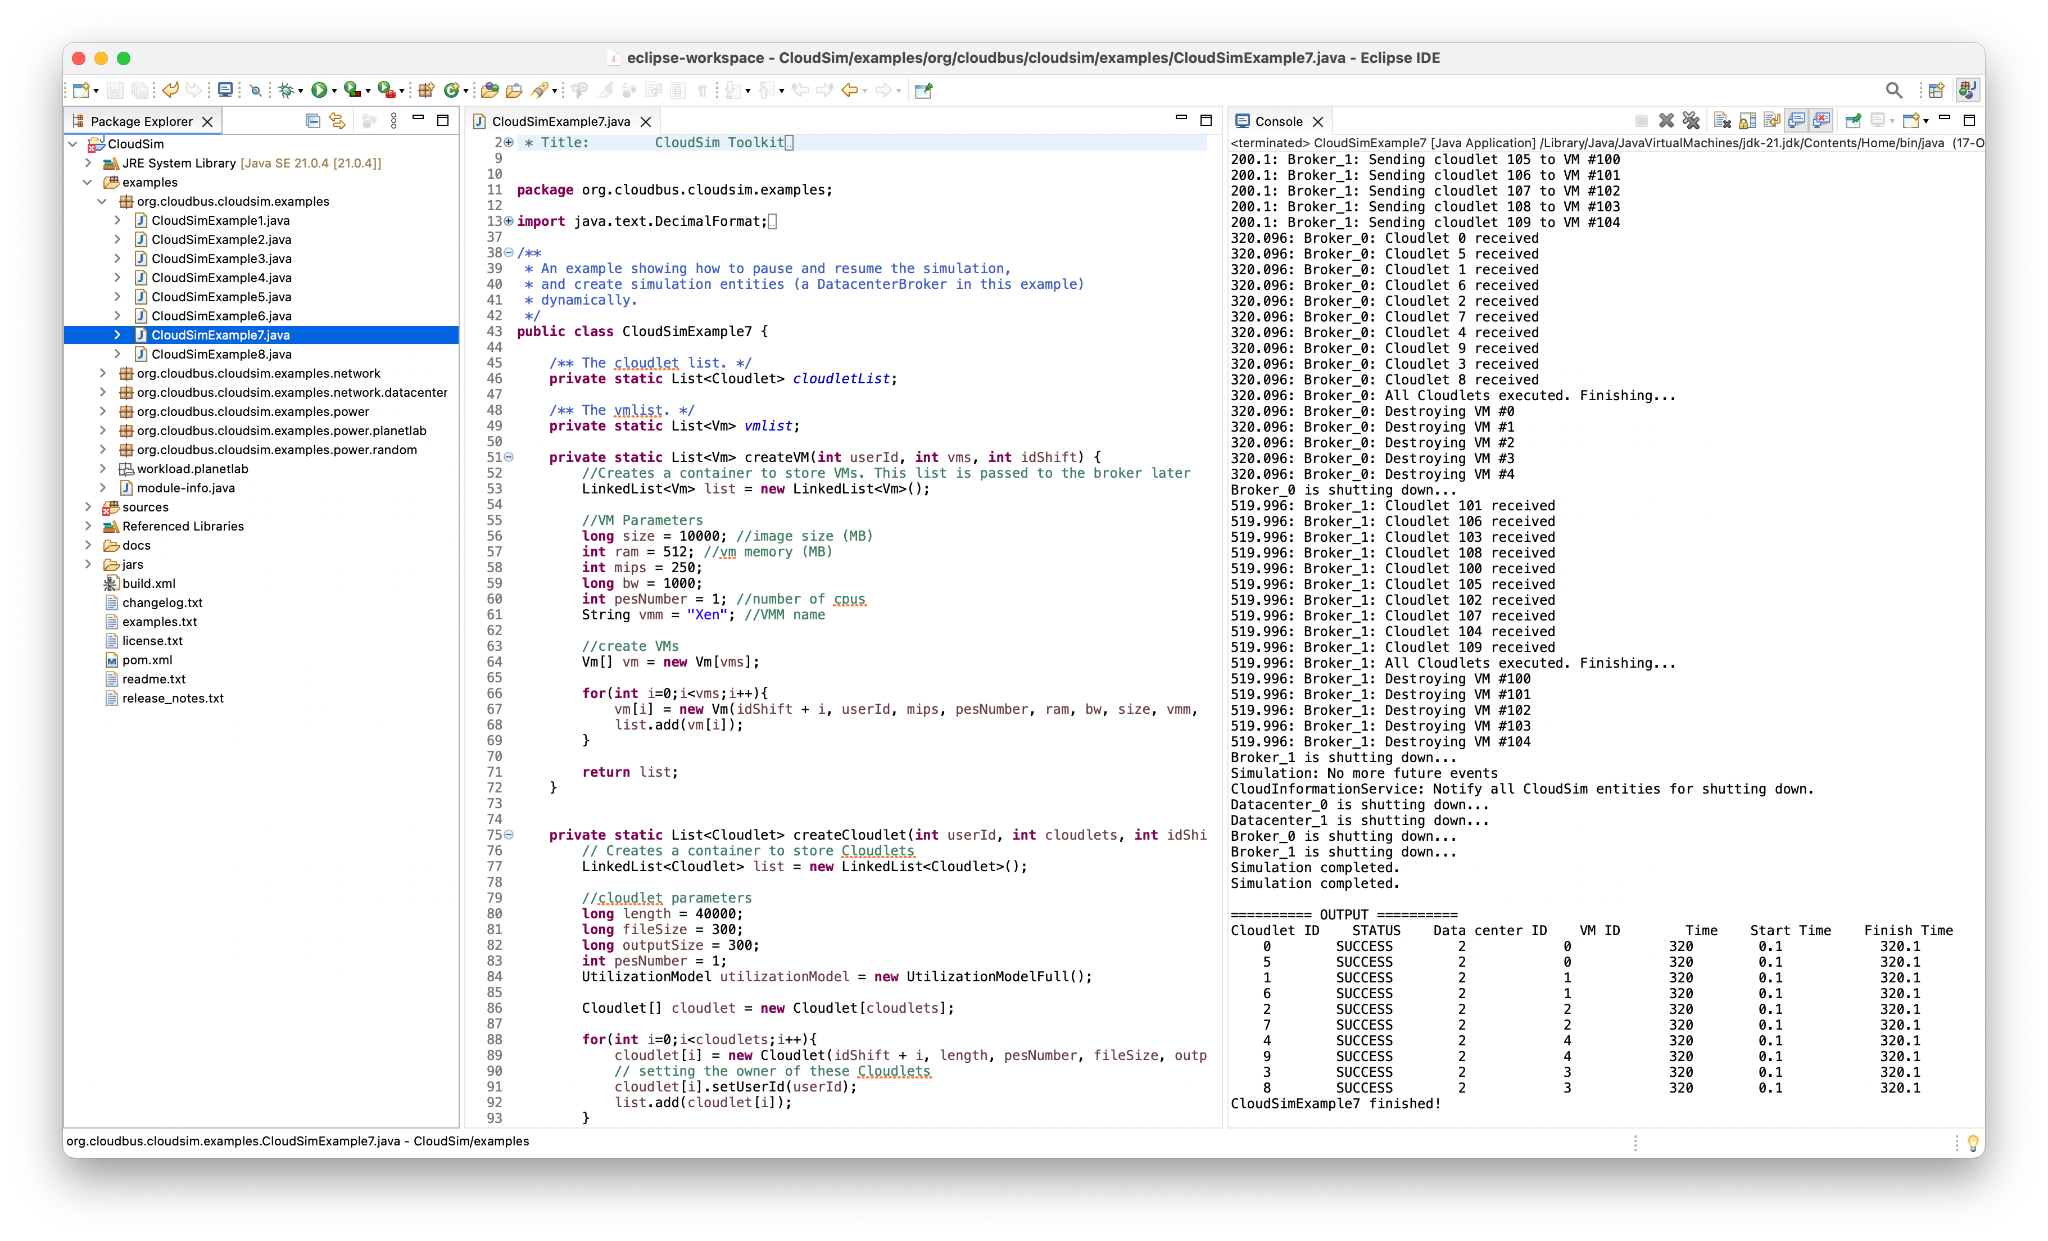 eclipse-workspace - CloudSim/examples/org/cloudbus/cloudsim/examples/CloudSimExample7.java - Eclipse IDE
Package Explorer
CloudSim
JRE System Library [Java SE 21.0.4 [21.0.4]]
examples
org.cloudbus.cloudsim.examples
CloudSimExample1.java
CloudSimExample2.java
CloudSimExample3.java
CloudSimExample4.java
CloudSimExample5.java
CloudSimExample6.java
CloudSimExample7.java
CloudSimExample8.java
org.cloudbus.cloudsim.examples.network
org.cloudbus.cloudsim.examples.network.datacenter
org.cloudbus.cloudsim.examples.power
org.cloudbus.cloudsim.examples.power.planetlab
org.cloudbus.cloudsim.examples.power.random
workload.planetlab
module-info.java
sources
Referenced Libraries
docs
jars
build.xml
changelog.txt
examples.txt
license.txt
pom.xml
readme.txt
release_notes.txt
CloudSimExample7.java
2 * Title:        CloudSim Toolkit
9
10
11 package org.cloudbus.cloudsim.examples;
12
13 import java.text.DecimalFormat;
37
38 /**
39  * An example showing how to pause and resume the simulation,
40  * and create simulation entities (a DatacenterBroker in this example)
41  * dynamically.
42  */
43 public class CloudSimExample7 {
44
45     /** The cloudlet list. */
46     private static List<Cloudlet> cloudletList;
47
48     /** The vmlist. */
49     private static List<Vm> vmlist;
50
51     private static List<Vm> createVM(int userId, int vms, int idShift) {
52         //Creates a container to store VMs. This list is passed to the broker later
53         LinkedList<Vm> list = new LinkedList<Vm>();
54
55         //VM Parameters
56         long size = 10000; //image size (MB)
57         int ram = 512; //vm memory (MB)
58         int mips = 250;
59         long bw = 1000;
60         int pesNumber = 1; //number of cpus
61         String vmm = "Xen"; //VMM name
62
63         //create VMs
64         Vm[] vm = new Vm[vms];
65
66         for(int i=0;i<vms;i++){
67             vm[i] = new Vm(idShift + i, userId, mips, pesNumber, ram, bw, size, vmm,
68             list.add(vm[i]);
69         }
70
71         return list;
72     }
73
74
75     private static List<Cloudlet> createCloudlet(int userId, int cloudlets, int idShi
76         // Creates a container to store Cloudlets
77         LinkedList<Cloudlet> list = new LinkedList<Cloudlet>();
78
79         //cloudlet parameters
80         long length = 40000;
81         long fileSize = 300;
82         long outputSize = 300;
83         int pesNumber = 1;
84         UtilizationModel utilizationModel = new UtilizationModelFull();
85
86         Cloudlet[] cloudlet = new Cloudlet[cloudlets];
87
88         for(int i=0;i<cloudlets;i++){
89             cloudlet[i] = new Cloudlet(idShift + i, length, pesNumber, fileSize, outp
90             // setting the owner of these Cloudlets
91             cloudlet[i].setUserId(userId);
92             list.add(cloudlet[i]);
93         }
Console
<terminated> CloudSimExample7 [Java Application] /Library/Java/JavaVirtualMachines/jdk-21.jdk/Contents/Home/bin/java (17-O
200.1: Broker_1: Sending cloudlet 105 to VM #100
200.1: Broker_1: Sending cloudlet 106 to VM #101
200.1: Broker_1: Sending cloudlet 107 to VM #102
200.1: Broker_1: Sending cloudlet 108 to VM #103
200.1: Broker_1: Sending cloudlet 109 to VM #104
320.096: Broker_0: Cloudlet 0 received
320.096: Broker_0: Cloudlet 5 received
320.096: Broker_0: Cloudlet 1 received
320.096: Broker_0: Cloudlet 6 received
320.096: Broker_0: Cloudlet 2 received
320.096: Broker_0: Cloudlet 7 received
320.096: Broker_0: Cloudlet 4 received
320.096: Broker_0: Cloudlet 9 received
320.096: Broker_0: Cloudlet 3 received
320.096: Broker_0: Cloudlet 8 received
320.096: Broker_0: All Cloudlets executed. Finishing...
320.096: Broker_0: Destroying VM #0
320.096: Broker_0: Destroying VM #1
320.096: Broker_0: Destroying VM #2
320.096: Broker_0: Destroying VM #3
320.096: Broker_0: Destroying VM #4
Broker_0 is shutting down...
519.996: Broker_1: Cloudlet 101 received
519.996: Broker_1: Cloudlet 106 received
519.996: Broker_1: Cloudlet 103 received
519.996: Broker_1: Cloudlet 108 received
519.996: Broker_1: Cloudlet 100 received
519.996: Broker_1: Cloudlet 105 received
519.996: Broker_1: Cloudlet 102 received
519.996: Broker_1: Cloudlet 107 received
519.996: Broker_1: Cloudlet 104 received
519.996: Broker_1: Cloudlet 109 received
519.996: Broker_1: All Cloudlets executed. Finishing...
519.996: Broker_1: Destroying VM #100
519.996: Broker_1: Destroying VM #101
519.996: Broker_1: Destroying VM #102
519.996: Broker_1: Destroying VM #103
519.996: Broker_1: Destroying VM #104
Broker_1 is shutting down...
Simulation: No more future events
CloudInformationService: Notify all CloudSim entities for shutting down.
Datacenter_0 is shutting down...
Datacenter_1 is shutting down...
Broker_0 is shutting down...
Broker_1 is shutting down...
Simulation completed.
Simulation completed.
========== OUTPUT ==========
Cloudlet ID    STATUS    Data center ID    VM ID        Time    Start Time    Finish Time
0        SUCCESS        2            0            320        0.1            320.1
5        SUCCESS        2            0            320        0.1            320.1
1        SUCCESS        2            1            320        0.1            320.1
6        SUCCESS        2            1            320        0.1            320.1
2        SUCCESS        2            2            320        0.1            320.1
7        SUCCESS        2            2            320        0.1            320.1
4        SUCCESS        2            4            320        0.1            320.1
9        SUCCESS        2            4            320        0.1            320.1
3        SUCCESS        2            3            320        0.1            320.1
8        SUCCESS        2            3            320        0.1            320.1
CloudSimExample7 finished!
org.cloudbus.cloudsim.examples.CloudSimExample7.java - CloudSim/examples